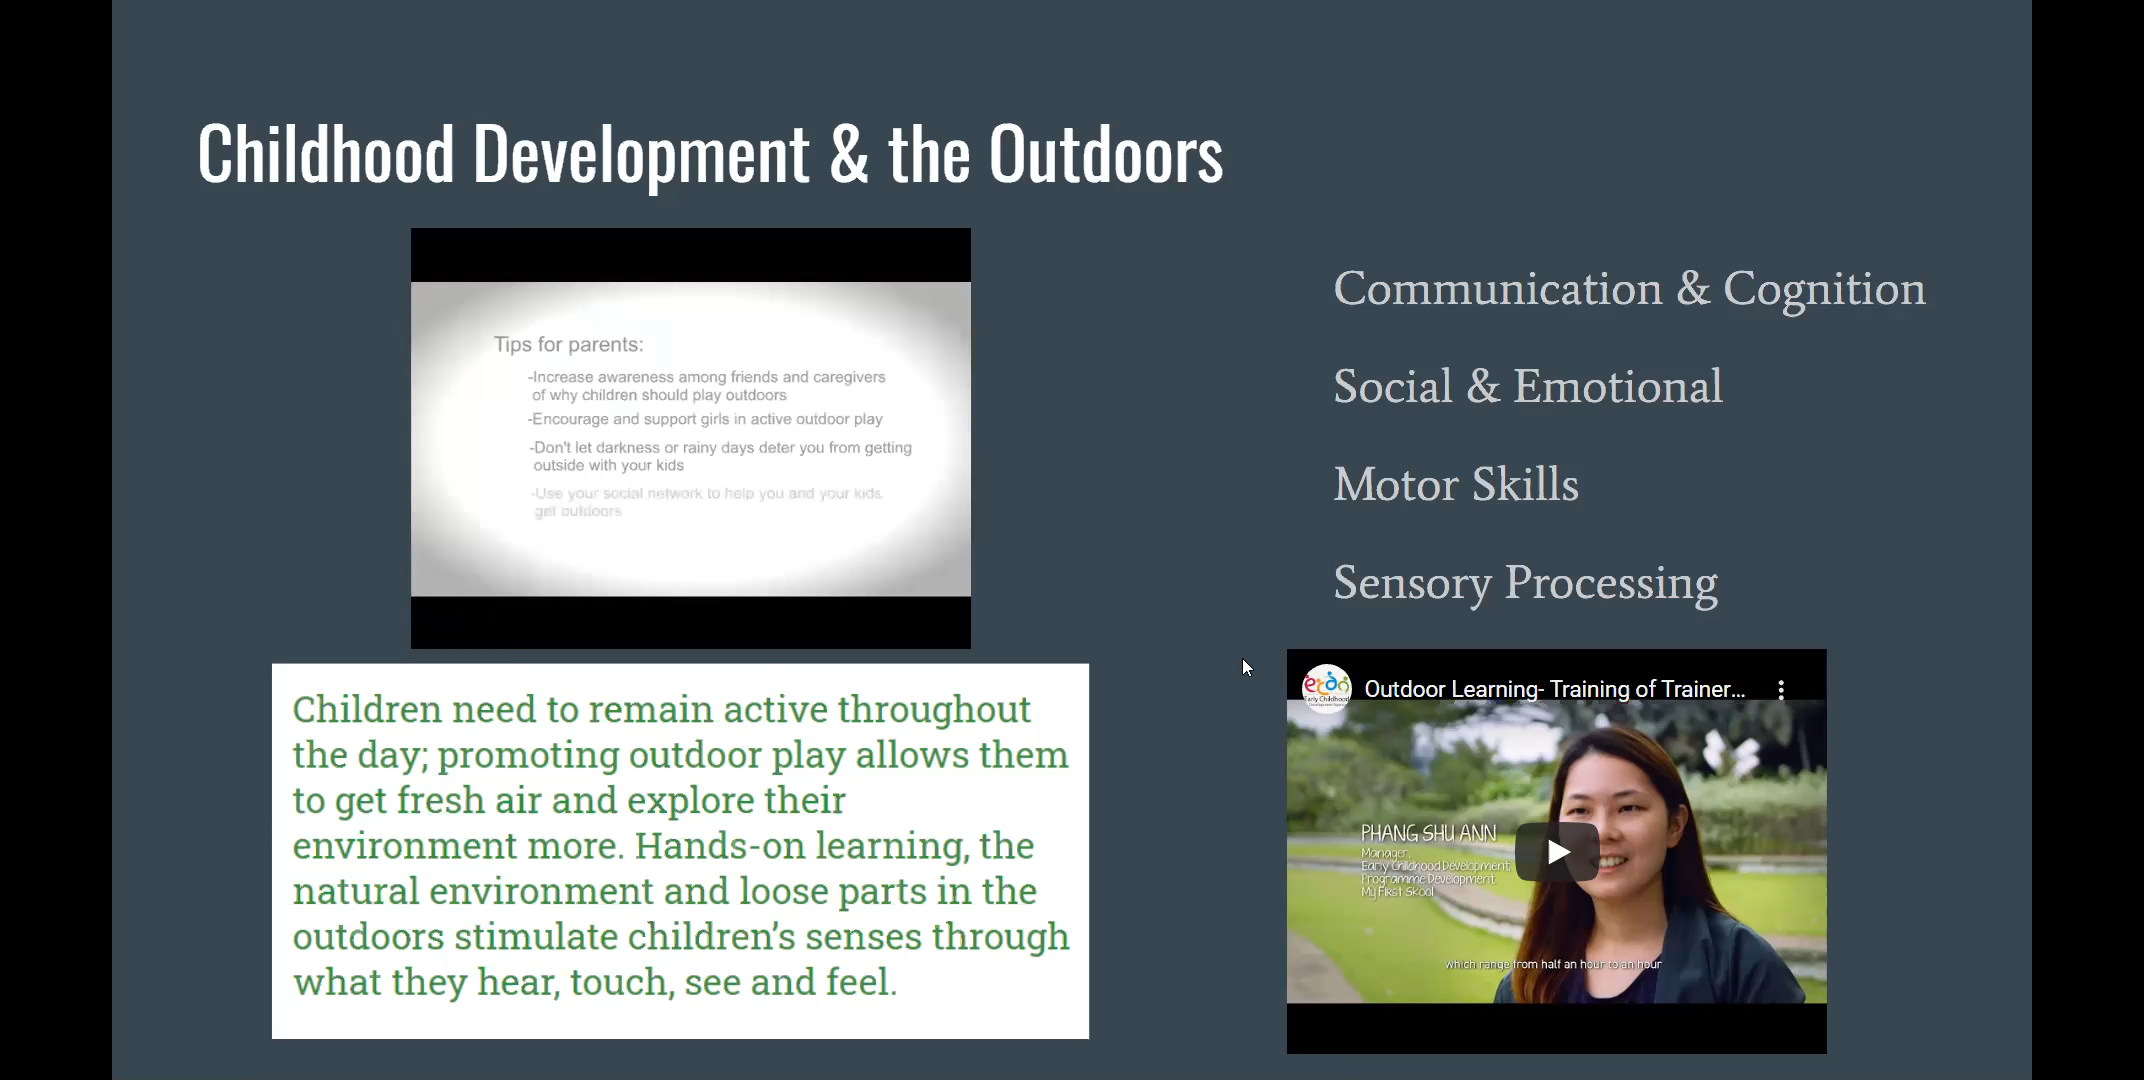 Childhood Development & the Outdoors
Tips for parents:
-Increase awareness among friends and caregivers
of why children should play outdoors
-Encourage and support girls in active outdoor play
-Don't let darkness or rainy days deter you from getting
outside with your kids
-Use your social network to help you and your kids
get outdoors
Children need to remain active throughout
the day; promoting outdoor play allows them
to get fresh air and explore their
environment more. Hands-on learning, the
natural environment and loose parts in the
outdoors stimulate children’s senses through
what they hear, touch, see and feel.
Communication & Cognition
Social & Emotional
Motor Skills
Sensory Processing
ecda
Early Childhood
Development Agency
Outdoor Learning- Training of Trainer...
PHANG SHU ANN
Manager,
Early Childhood Development,
Programme Development
My First Skool
which range from half an hour to an hour